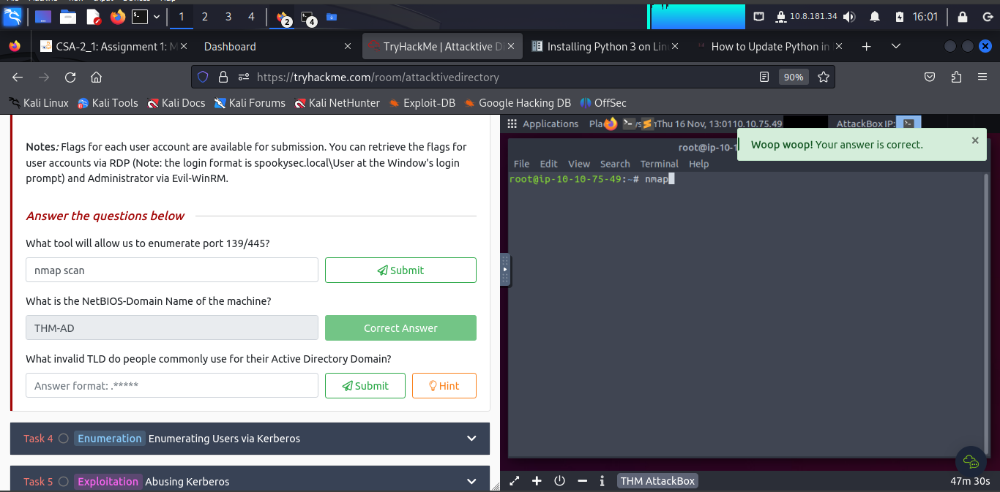 1 2 3 4 2 4 10.8.181.34 16:01
CSA-2_1: Assignment 1: M Dashboard TryHackMe | Attacktive Di Installing Python 3 on Linu How to Update Python in
https://tryhackme.com/room/attacktivedirectory 90%
Kali Linux Kali Tools Kali Docs Kali Forums Kali NetHunter Exploit-DB Google Hacking DB OffSec
Notes: Flags for each user account are available for submission. You can retrieve the flags for
user accounts via RDP (Note: the login format is spookysec.local\User at the Window's login
prompt) and Administrator via Evil-WinRM.
Answer the questions below
What tool will allow us to enumerate port 139/445?
nmap scan Submit
What is the NetBIOS-Domain Name of the machine?
THM-AD Correct Answer
What invalid TLD do people commonly use for their Active Directory Domain?
Answer format: .***** Submit Hint
Task 4 Enumeration Enumerating Users via Kerberos
Task 5 Exploitation Abusing Kerberos
Applications Thu 16 Nov, 13:01 10.10.75.49 AttackBox IP:
Woop woop! Your answer is correct.
root@ip-10-1
File Edit View Search Terminal Help
root@ip-10-10-75-49:~# nmap
THM AttackBox 47m 30s